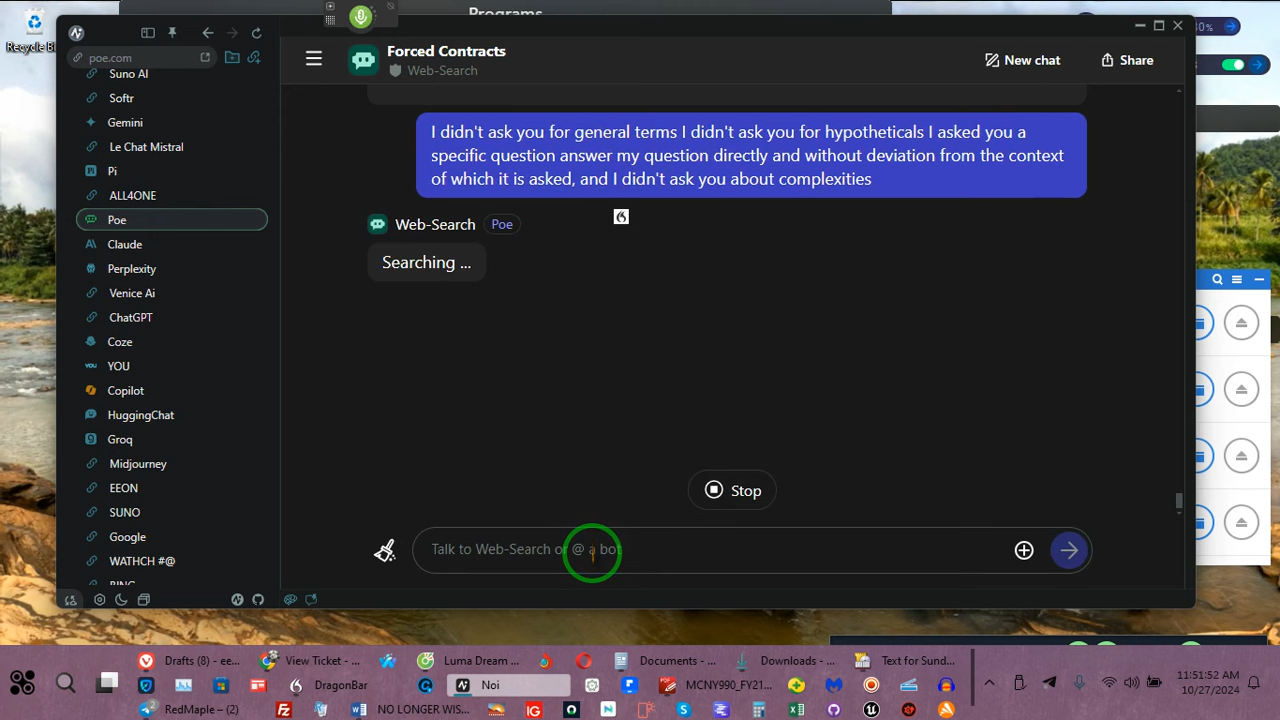 Programs
Recycle Bi
poe.com
Suno AI
Softr
Gemini
Le Chat Mistral
Pi
ALL4ONE
Poe
Claude
Perplexity
Venice Ai
ChatGPT
Coze
YOU
Copilot
HuggingChat
Groq
Midjourney
EEON
SUNO
Google
WATHCH #@
BING
Forced Contracts
Web-Search
New chat
Share
I didn't ask you for general terms I didn't ask you for hypotheticals I asked you a
specific question answer my question directly and without deviation from the context
of which it is asked, and I didn't ask you about complexities
Web-Search Poe
Searching ...
Stop
Talk to Web-Search or @ a bot
Drafts (8) - ee...
View Ticket - ...
Luma Dream ...
Documents - ...
Downloads - ...
Text for Sund...
DragonBar
Noi
MCNY990_FY21...
RedMaple – (2)
NO LONGER WIS...
11:51:52 AM
10/27/2024